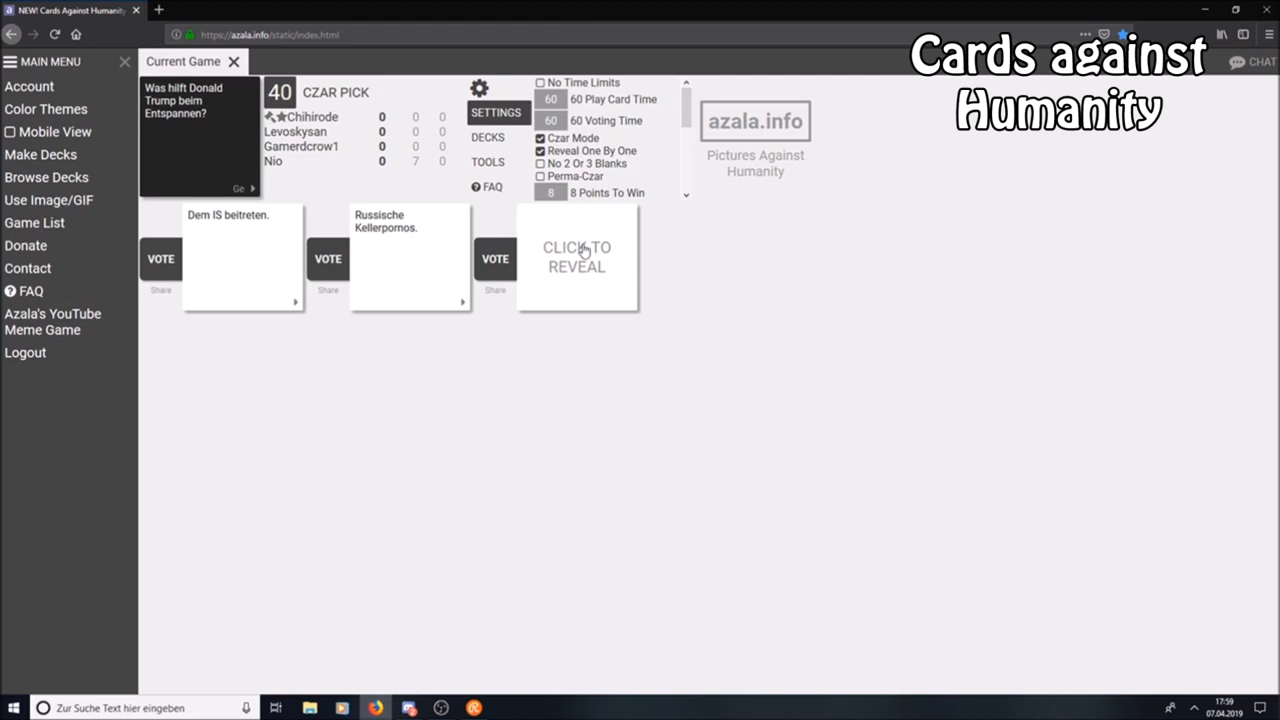 NEW! Cards Against Humanity
https://azala.info/static/index.html
Cards against
Humanity
MAIN MENU
Current Game
CHAT
Account
Color Themes
Mobile View
Make Decks
Browse Decks
Use Image/GIF
Game List
Donate
Contact
FAQ
Azala's YouTube
Meme Game
Logout
Was hilft Donald
Trump beim
Entspannen?
Ge
40 CZAR PICK
Chihirode 0 0 0
Levoskysan 0 0 0
Gamerdcrow1 0 0 0
Nio 0 7 0
SETTINGS
DECKS
TOOLS
FAQ
No Time Limits
60 60 Play Card Time
60 60 Voting Time
Czar Mode
Reveal One By One
No 2 Or 3 Blanks
Perma-Czar
8 8 Points To Win
azala.info
Pictures Against
Humanity
VOTE
Share
Dem IS beitreten.
VOTE
Share
Russische
Kellerpornos.
VOTE
Share
CLICK TO
REVEAL
Zur Suche Text hier eingeben
17:59
07.04.2019